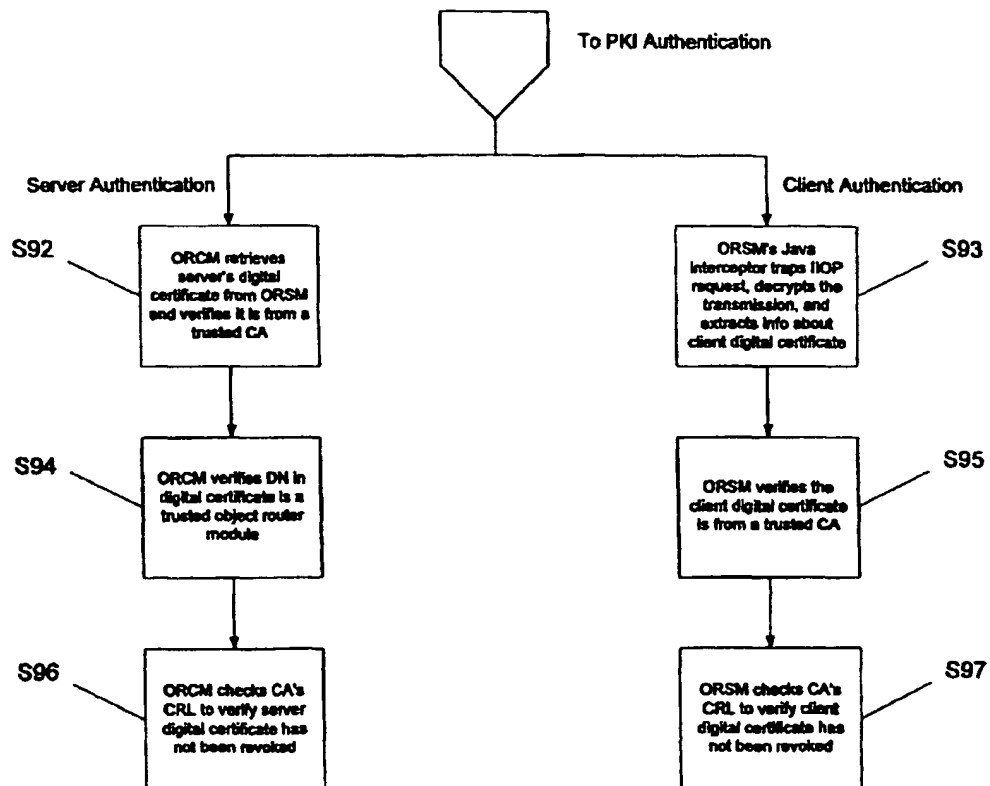 To PKI Authentication
Server Authentication
Client Authentication
S92
ORCM retrieves
server's digital
certificate from ORSM
and verifies it is from a
trusted CA
S93
ORSM's Java
interceptor traps IIOP
request, decrypts the
transmission, and
extracts info about
client digital certificate
S94
ORCM verifies DN in
digital certificate is a
trusted object router
module
S95
ORSM verifies the
client digital certificate
is from a trusted CA
S96
ORCM checks CA's
CRL to verify server
digital certificate has
not been revoked
S97
ORSM checks CA's
CRL to verify client
digital certificate has
not been revoked